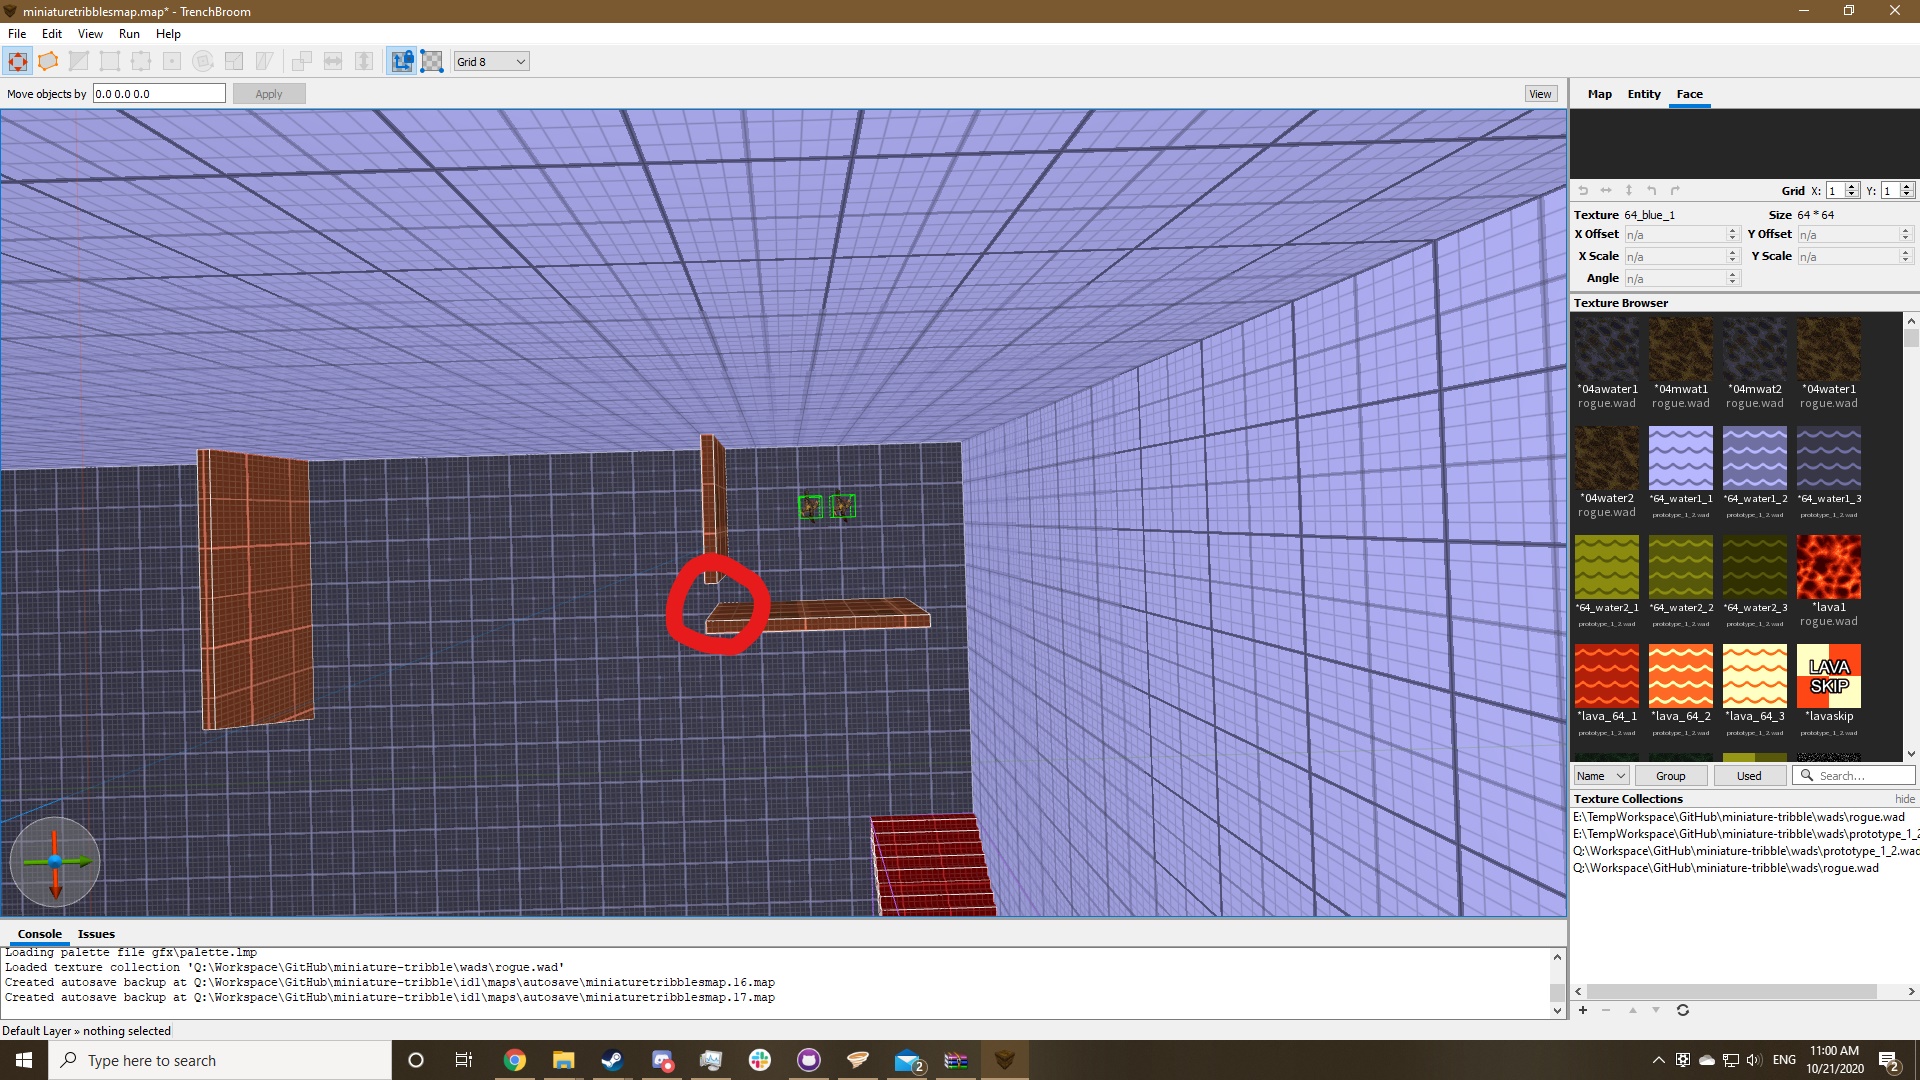 miniaturetribblesmap.map* - TrenchBroom
File Edit View Run Help
Grid 8
Move objects by 0.0 0.0 0.0 Apply View
Map Entity Face
Grid X: 1 Y: 1
Texture 64_blue_1 Size 64 * 64
X Offset n/a Y Offset n/a
X Scale n/a Y Scale n/a
Angle n/a
Texture Browser
*04awater1 *04mwat1 *04mwat2 *04water1
rogue.wad rogue.wad rogue.wad rogue.wad
*04water2 *64_water1_1 *64_water1_2 *64_water1_3
rogue.wad prototype_1_2.wad prototype_1_2.wad prototype_1_2.wad
*64_water2_1 *64_water2_2 *64_water2_3 *lava1
prototype_1_2.wad prototype_1_2.wad prototype_1_2.wad rogue.wad
LAVA
SKIP
*lava_64_1 *lava_64_2 *lava_64_3 *lavaskip
prototype_1_2.wad prototype_1_2.wad prototype_1_2.wad prototype_1_2.wad
Name Group Used Search...
Texture Collections hide
E:\TempWorkspace\GitHub\miniature-tribble\wads\rogue.wad
E:\TempWorkspace\GitHub\miniature-tribble\wads\prototype_1_2
Q:\Workspace\GitHub\miniature-tribble\wads\prototype_1_2.wad
Q:\Workspace\GitHub\miniature-tribble\wads\rogue.wad
Console Issues
Loading palette file gfx\palette.lmp
Loaded texture collection 'Q:\Workspace\GitHub\miniature-tribble\wads\rogue.wad'
Created autosave backup at Q:\Workspace\GitHub\miniature-tribble\id1\maps\autosave\miniaturetribblesmap.16.map
Created autosave backup at Q:\Workspace\GitHub\miniature-tribble\id1\maps\autosave\miniaturetribblesmap.17.map
Default Layer » nothing selected
Type here to search
2
ENG
11:00 AM
10/21/2020
2